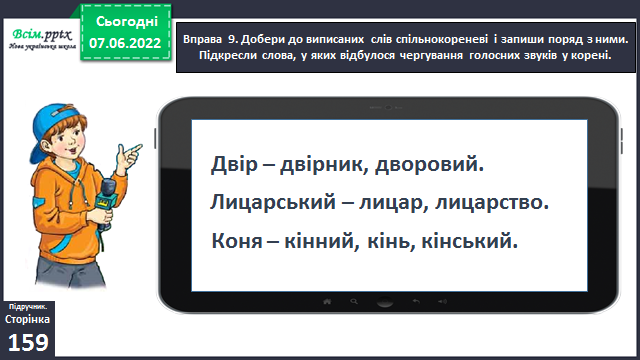 Всім.pptx
Нова українська школа
Сьогодні
07.06.2022
Вправа 9. Добери до виписаних слів спільнокореневі і запиши поряд з ними.
Підкресли слова, у яких відбулося чергування голосних звуків у корені.
Двір – двірник, дворовий.
Лицарський – лицар, лицарство.
Коня – кінний, кінь, кінський.
Підручник.
Сторінка
159